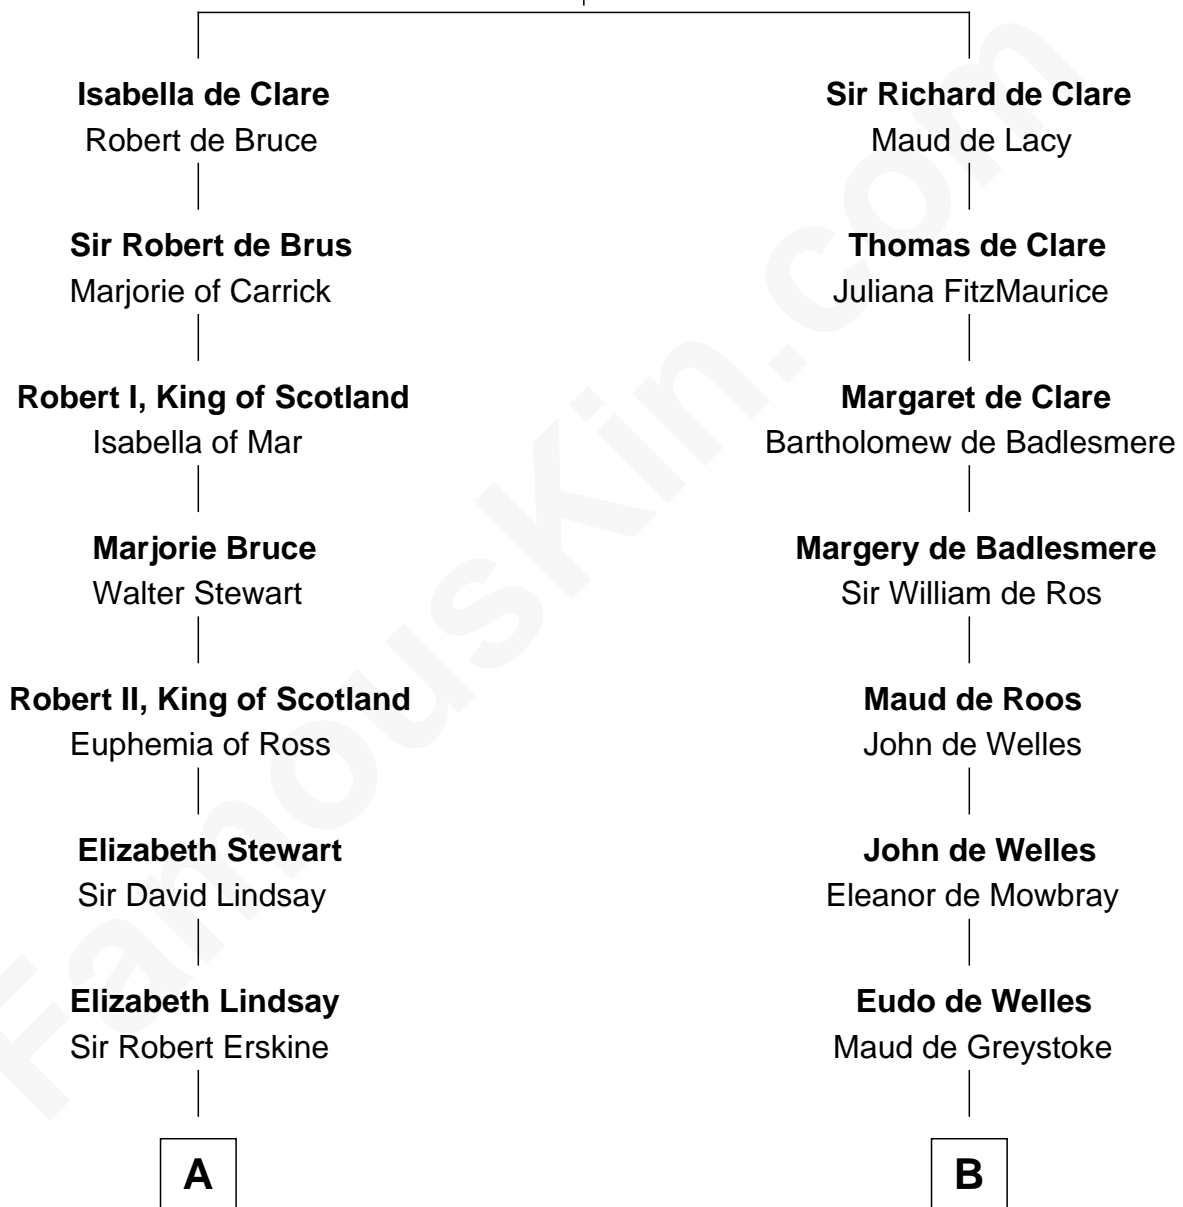 Isabella de Clare
Robert de Bruce
Sir Robert de Brus
Marjorie of Carrick
Robert I, King of Scotland
Isabella of Mar
Marjorie Bruce
Walter Stewart
Robert II, King of Scotland
Euphemia of Ross
Elizabeth Stewart
Sir David Lindsay
Elizabeth Lindsay
Sir Robert Erskine
A
Sir Richard de Clare
Maud de Lacy
Thomas de Clare
Juliana FitzMaurice
Margaret de Clare
Bartholomew de Badlesmere
Margery de Badlesmere
Sir William de Ros
Maud de Roos
John de Welles
John de Welles
Eleanor de Mowbray
Eudo de Welles
Maud de Greystoke
B
FamousKin.com